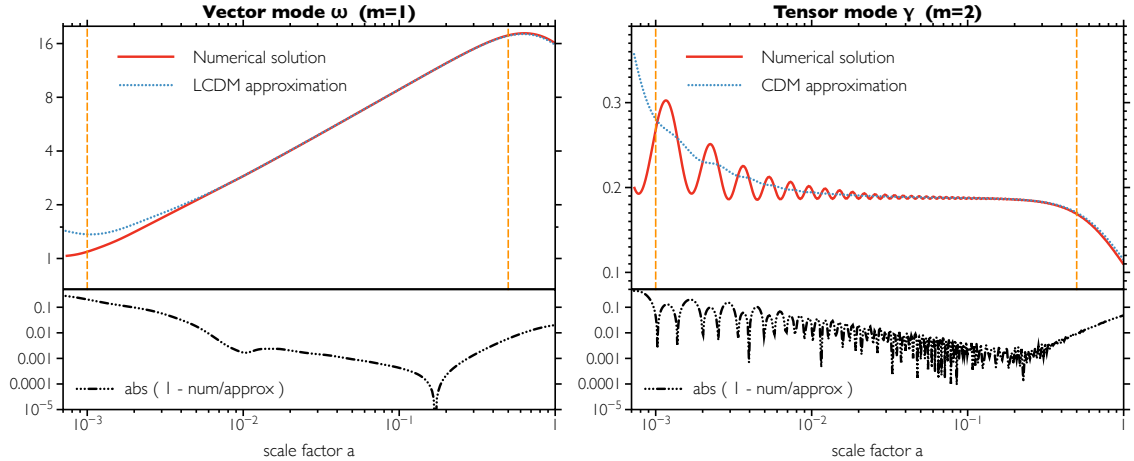 Vector mode ω (m=1)
16
8
4
2
1
Numerical solution
LCDM approximation
0.1
0.01
0.001
0.0001
10⁻⁵
abs ( 1 - num/approx )
10⁻³
10⁻²
10⁻¹
1
scale factor a
Tensor mode γ (m=2)
0.3
0.2
0.1
Numerical solution
CDM approximation
0.1
0.01
0.001
0.0001
10⁻⁵
abs ( 1 - num/approx )
10⁻³
10⁻²
10⁻¹
1
scale factor a